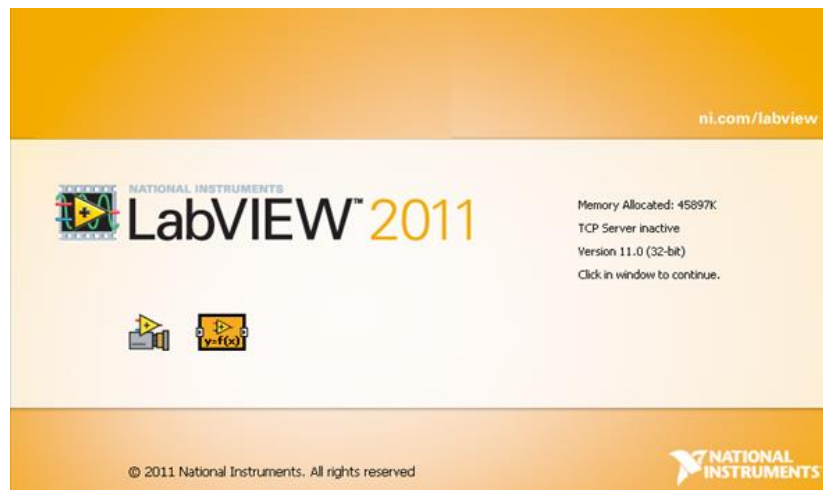 ni.com/labview
NATIONAL INSTRUMENTS
LabVIEW™ 2011
Memory Allocated: 45897K
TCP Server inactive
Version 11.0 (32-bit)
Click in window to continue.
y=f(x)
© 2011 National Instruments. All rights reserved
NATIONAL
INSTRUMENTS